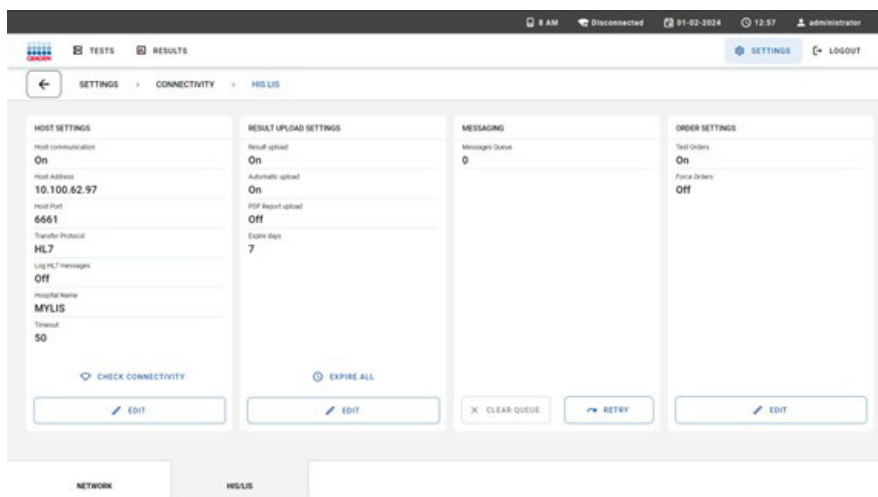 8 AM Disconnected 01-02-2024 12:57 administrator
QIAGEN TESTS RESULTS SETTINGS LOGOUT
SETTINGS > CONNECTIVITY > HIS LIS
HOST SETTINGS
Host communication
On
Host Address
10.100.62.97
Host Port
6661
Transfer Protocol
HL7
Log HL7 messages
Off
Hospital Name
MYLIS
Timeout
50
CHECK CONNECTIVITY
EDIT
RESULT UPLOAD SETTINGS
Result upload
On
Automatic upload
On
PDF Report upload
Off
Expire days
7
EXPIRE ALL
EDIT
MESSAGING
Messages Queue
0
CLEAR QUEUE RETRY
ORDER SETTINGS
Test Orders
On
Force Orders
Off
EDIT
NETWORK HIS/LIS